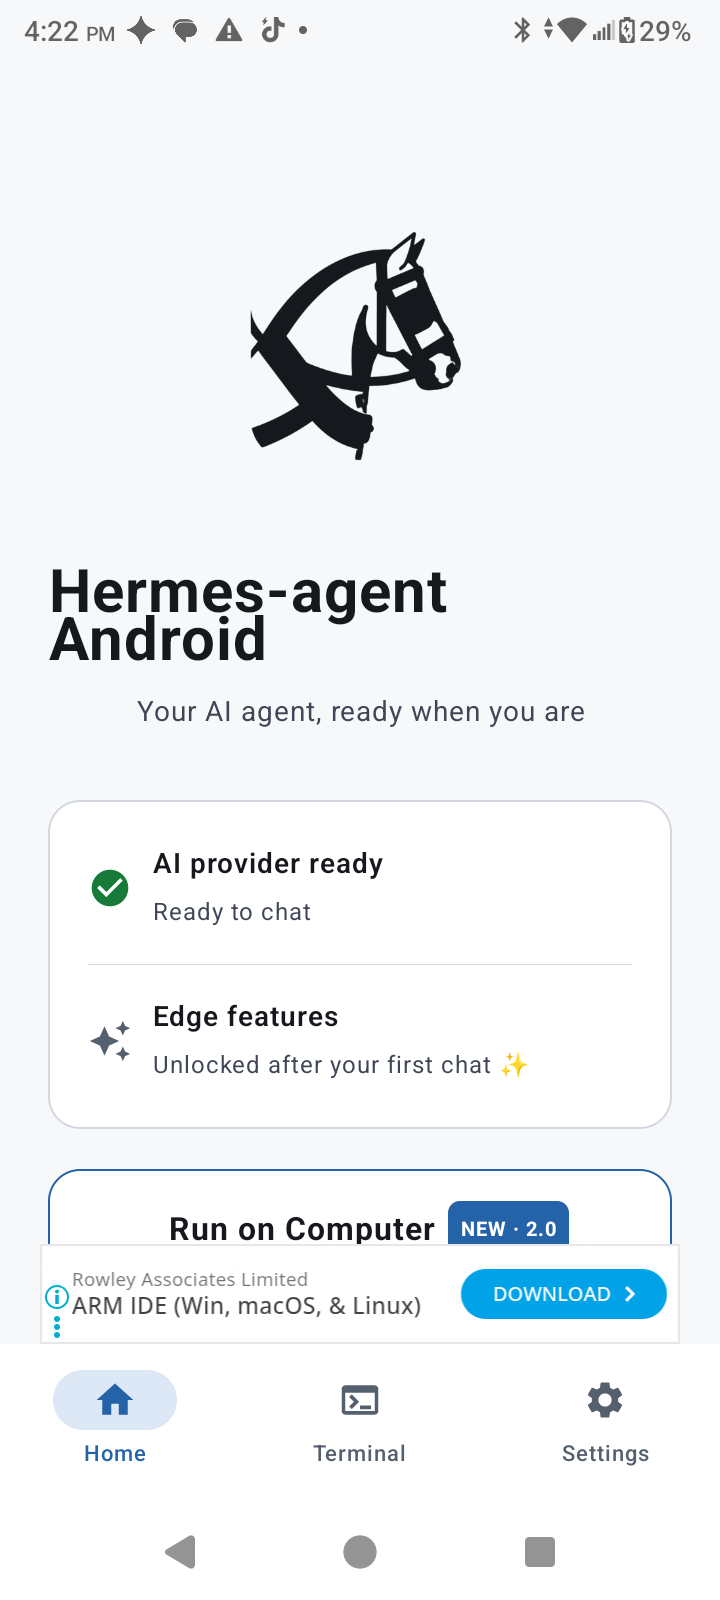 4:22 PM
29%
Hermes-agent
Android
Your AI agent, ready when you are
AI provider ready
Ready to chat
Edge features
Unlocked after your first chat ✨
Run on Computer NEW · 2.0
Rowley Associates Limited
ARM IDE (Win, macOS, & Linux)
DOWNLOAD
Home
Terminal
Settings